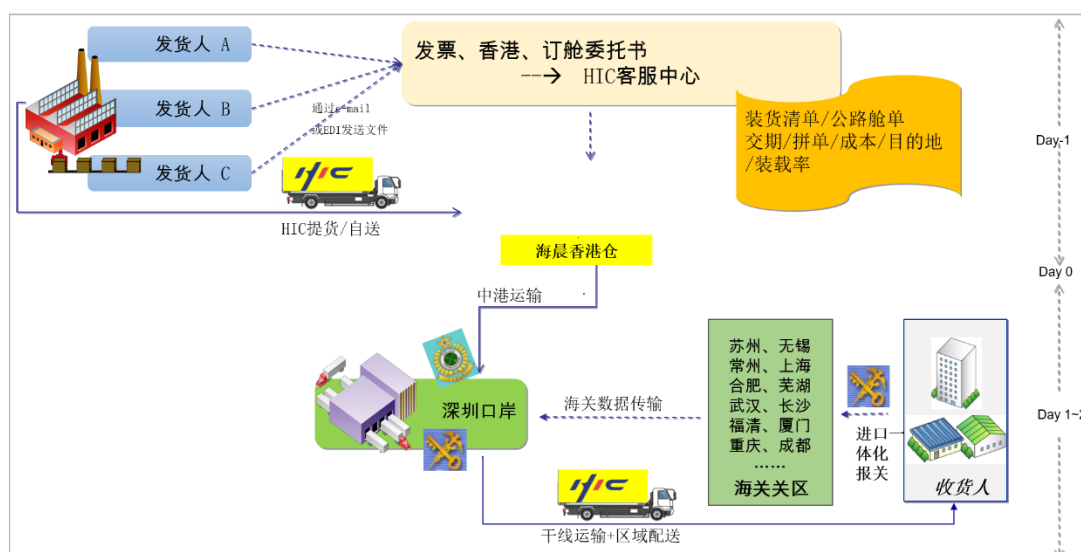 发货人 A
发货人 B
发货人 C
发票、香港、订舱委托书
--→ HIC客服中心
通过e-mail
或EDI发送文件
装货清单/公路舱单
交期/拼单/成本/目的地
/装载率
Day-1
HIC
HIC提货/自送
海晨香港仓
Day 0
中港运输
深圳口岸
海关数据传输
苏州、无锡
常州、上海
合肥、芜湖
武汉、长沙
福清、厦门
重庆、成都
……
海关关区
进口一
体化
报关
收货人
Day 1~2
HIC
干线运输+区域配送